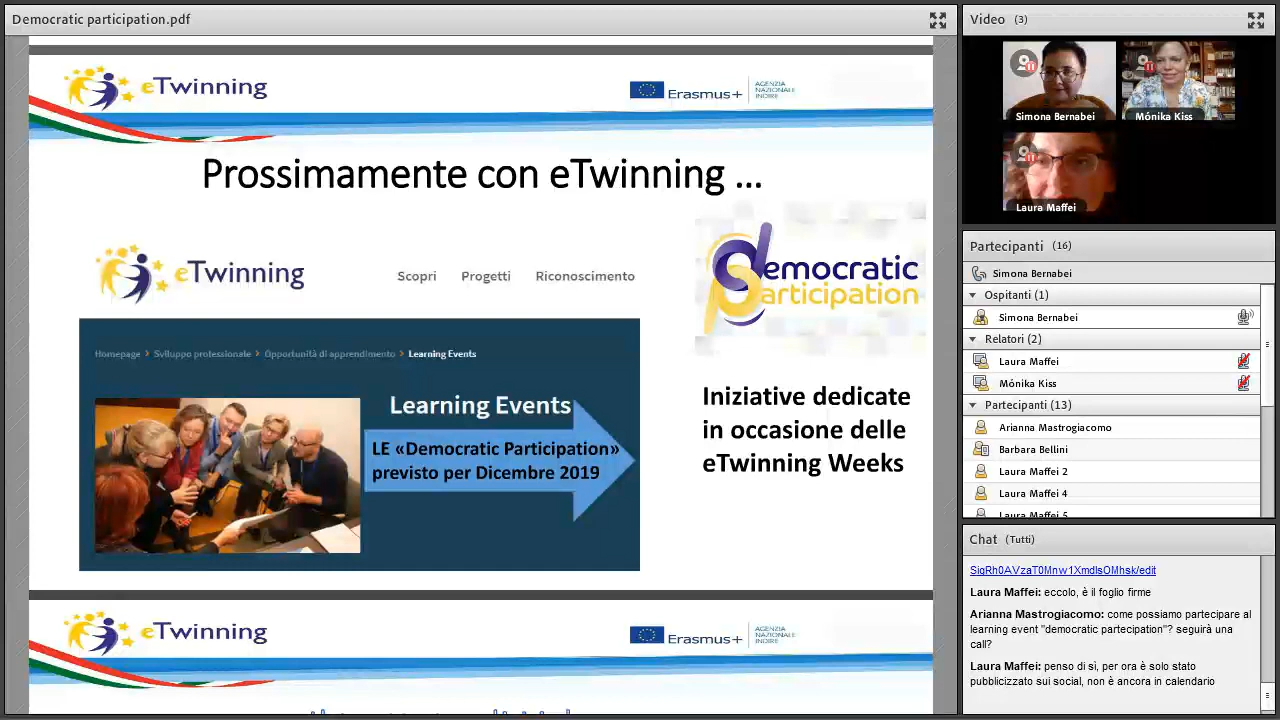 Democratic participation.pdf
eTwinning
Erasmus+
AGENZIA
NAZIONALE
INDIRE
Prossimamente con eTwinning ...
eTwinning
Scopri Progetti Riconoscimento
Homepage > Sviluppo professionale > Opportunità di apprendimento > Learning Events
Learning Events
LE «Democratic Participation»
previsto per Dicembre 2019
democratic
participation
Iniziative dedicate
in occasione delle
eTwinning Weeks
eTwinning
Erasmus+
AGENZIA
NAZIONALE
INDIRE
Video (3)
Simona Bernabei
Mónika Kiss
Laura Maffei
Partecipanti (16)
Simona Bernabei
Ospitanti (1)
Simona Bernabei
Relatori (2)
Laura Maffei
Mónika Kiss
Partecipanti (13)
Arianna Mastrogiacomo
Barbara Bellini
Laura Maffei 2
Laura Maffei 4
Laura Maffei 5
Chat (Tutti)
SigRh0AVzaT0Mnw1XmdlsOMhsk/edit
Laura Maffei: eccolo, è il foglio firme
Arianna Mastrogiacomo: come possiamo partecipare al
learning event "democratic partecipation"? seguirà una
call?
Laura Maffei: penso di sì, per ora è solo stato
pubblicizzato sui social, non è ancora in calendario